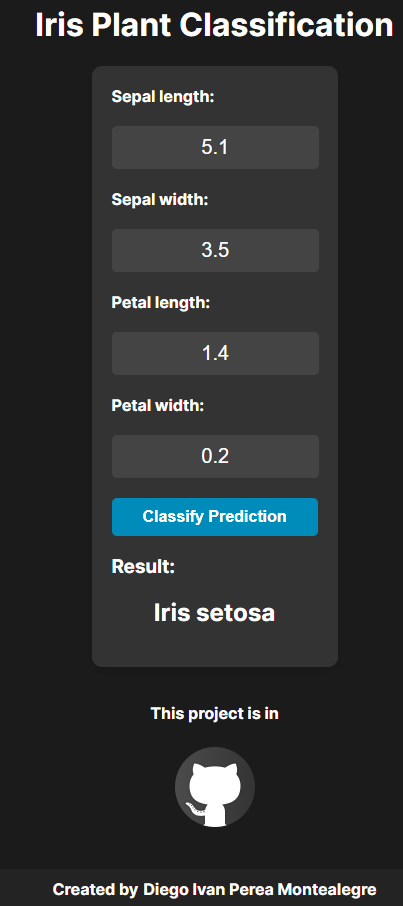 Iris Plant Classification
Sepal length:
5.1
Sepal width:
3.5
Petal length:
1.4
Petal width:
0.2
Classify Prediction
Result:
Iris setosa
This project is in
Created by Diego Ivan Perea Montealegre